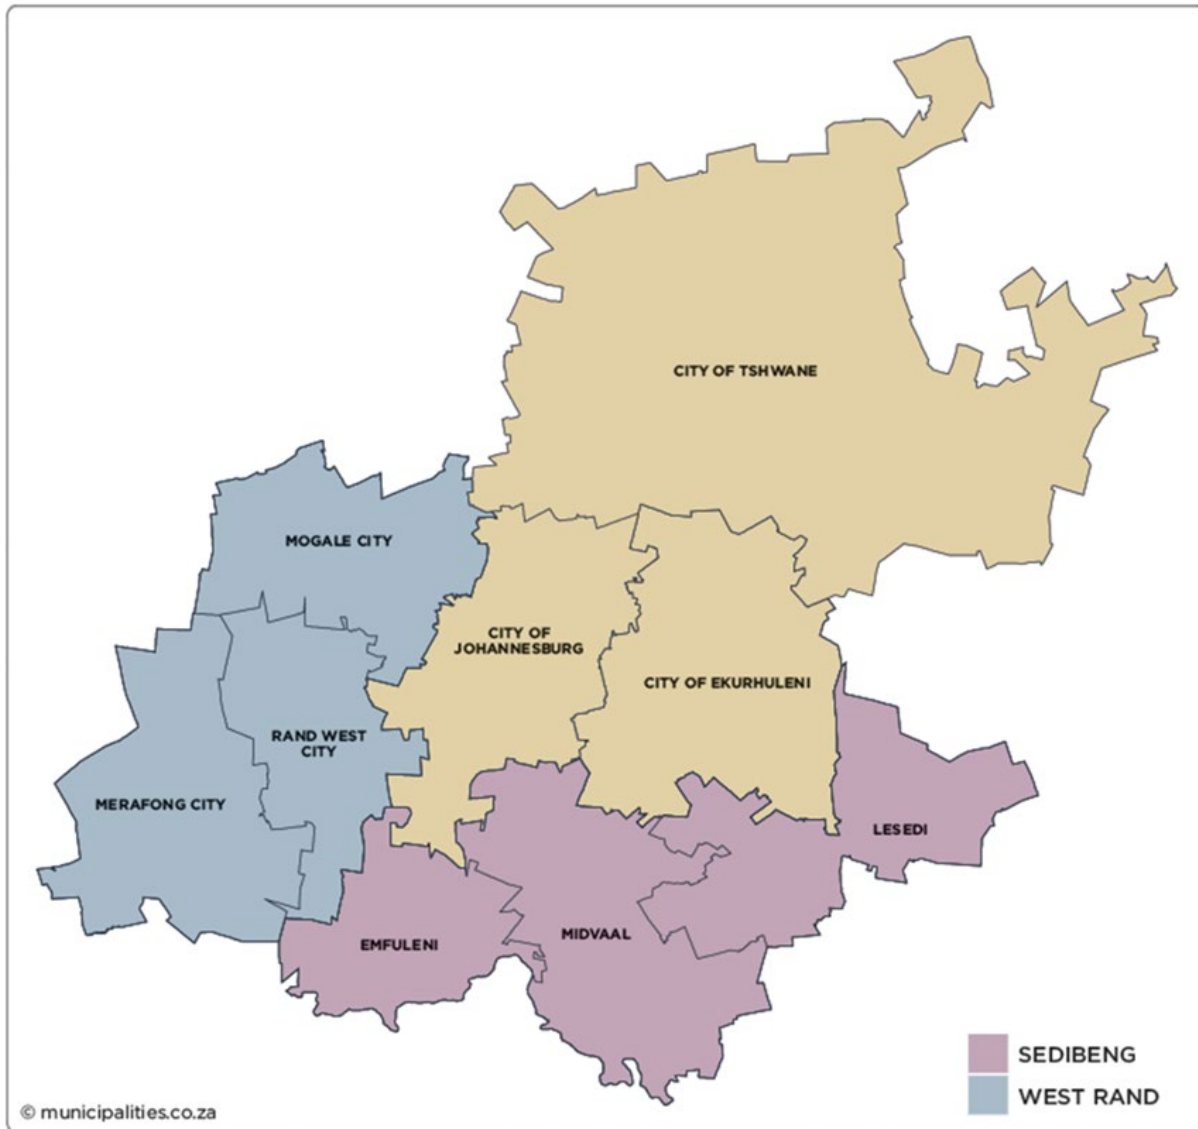 CITY OF TSHWANE
MOGALE CITY
CITY OF
JOHANNESBURG
CITY OF EKURHULENI
RAND WEST
CITY
MERAFONG CITY
LESEDI
EMFULENI
MIDVAAL
SEDIBENG
WEST RAND
© municipalities.co.za